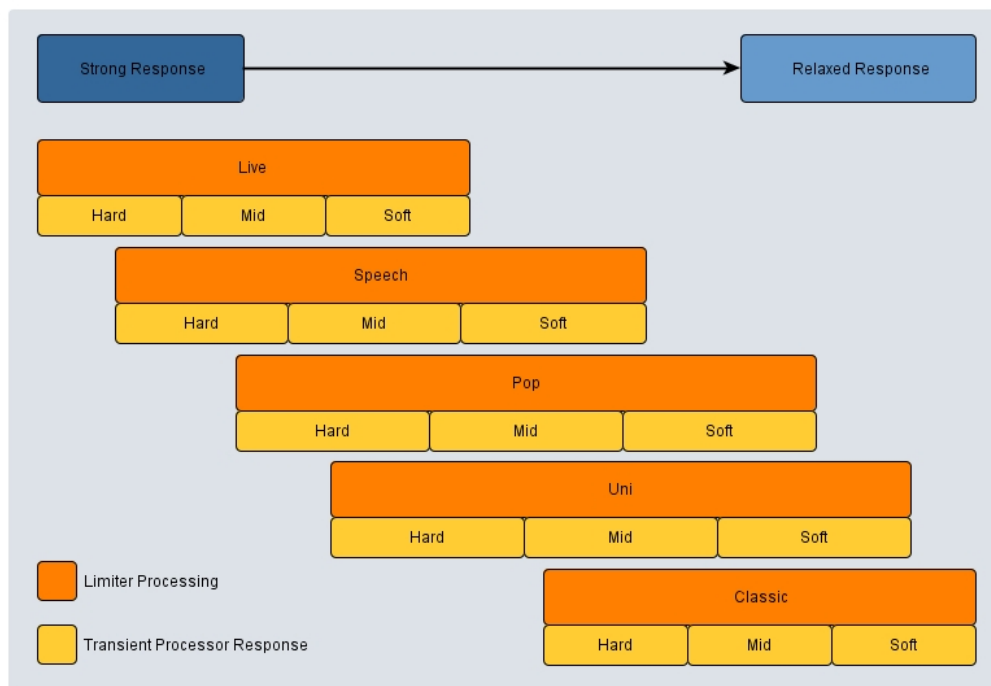 Strong Response
Relaxed Response
Live
Hard
Mid
Soft
Speech
Hard
Mid
Soft
Pop
Hard
Mid
Soft
Uni
Hard
Mid
Soft
Limiter Processing
Classic
Transient Processor Response
Hard
Mid
Soft